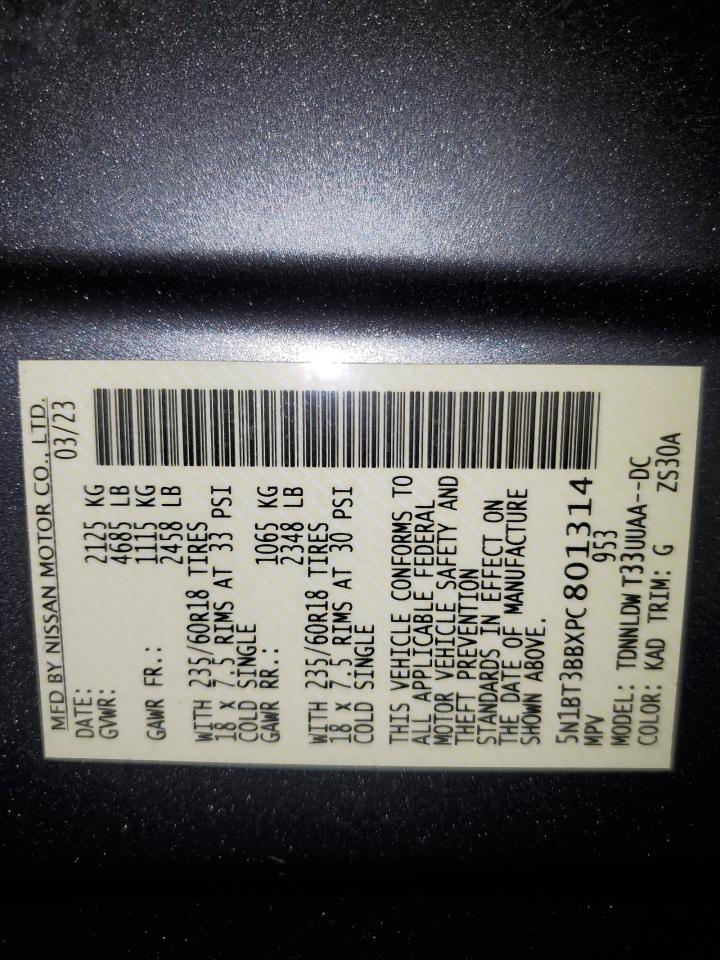 MFD BY NISSAN MOTOR CO., LTD.
DATE: 03/23
GVWR: 2125 KG
4685 LB
GAWR FR.: 1115 KG
2458 LB
WITH 235/60R18 TIRES
18 X 7.5 RIMS AT 33 PSI
COLD SINGLE
GAWR RR.: 1065 KG
2348 LB
WITH 235/60R18 TIRES
18 X 7.5 RIMS AT 30 PSI
COLD SINGLE
THIS VEHICLE CONFORMS TO
ALL APPLICABLE FEDERAL
MOTOR VEHICLE SAFETY AND
THEFT PREVENTION
STANDARDS IN EFFECT ON
THE DATE OF MANUFACTURE
SHOWN ABOVE.
5N1BT3BBXPC801314
MPV 953
MODEL: TDNNLDW T33UUAA--DC
COLOR: KAD TRIM: G ZS30A